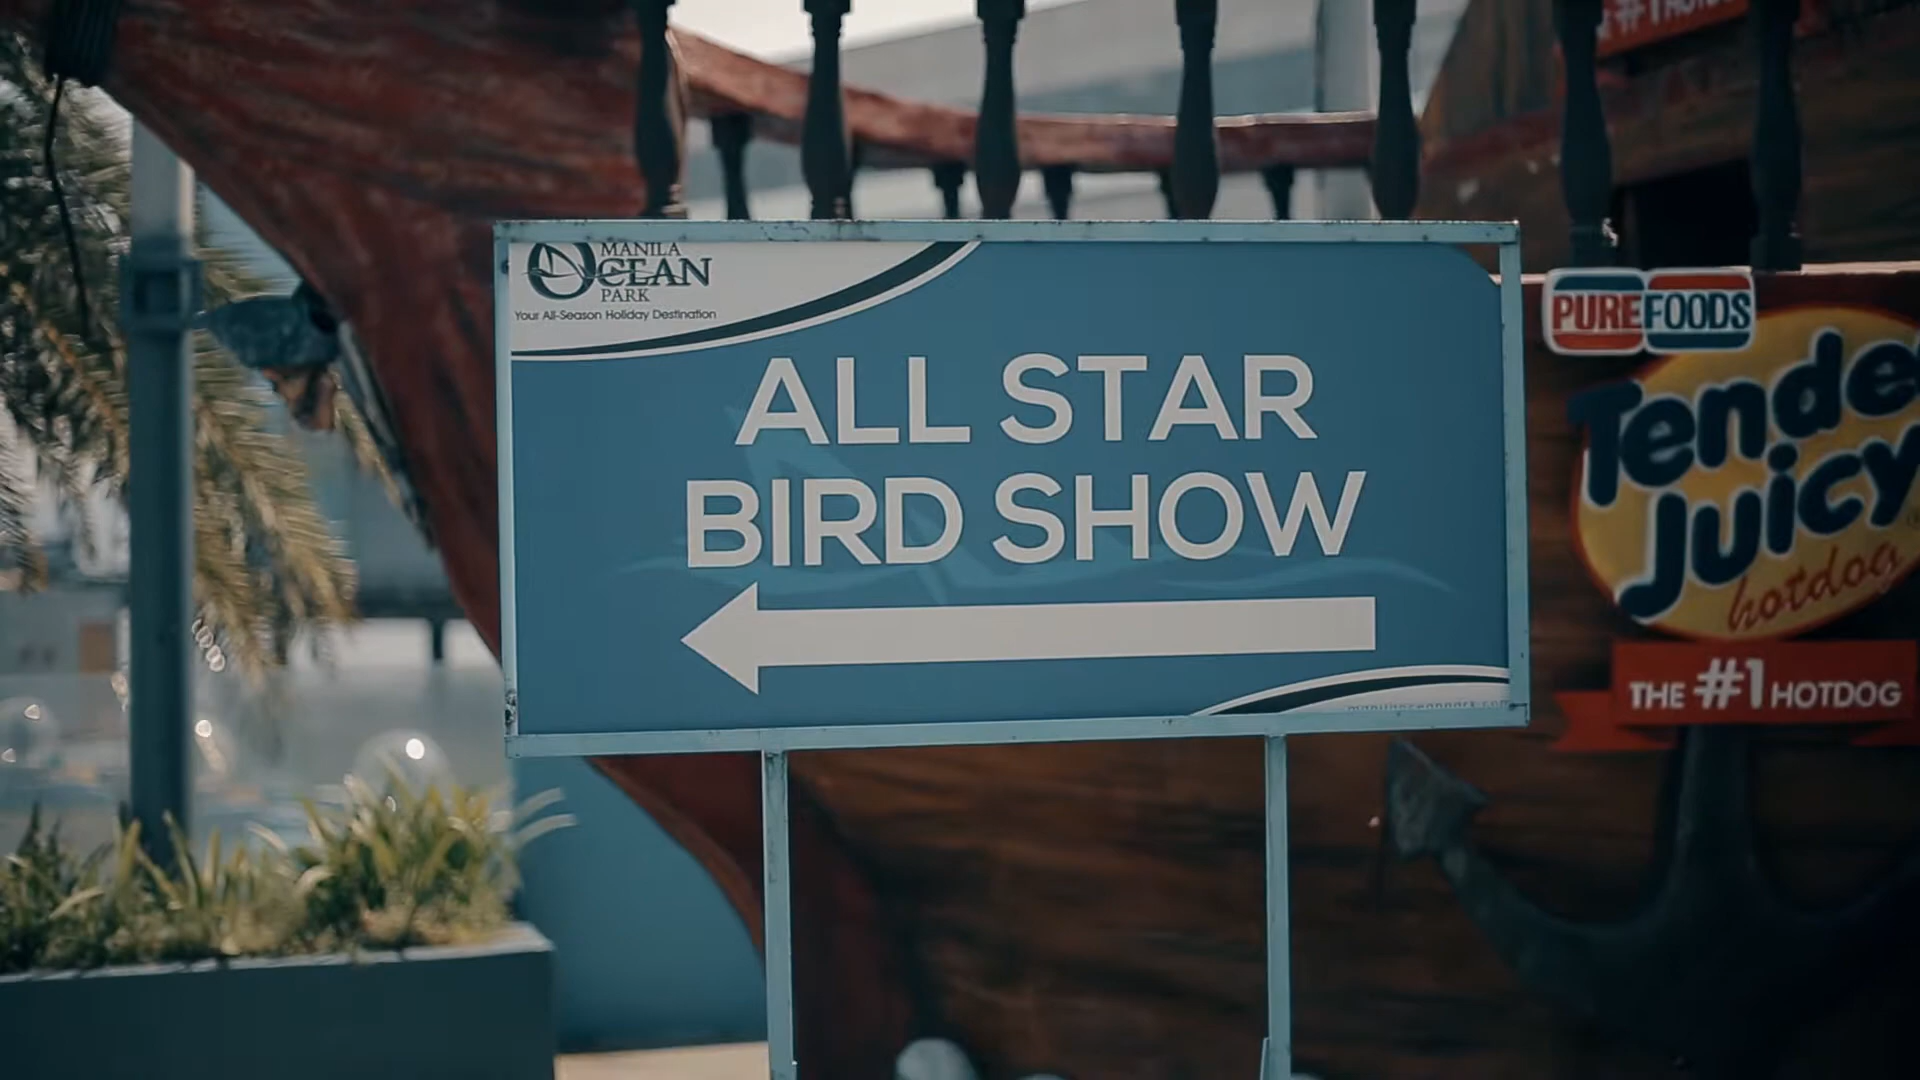 MANILA
OCEAN
PARK
Your All-Season Holiday Destination
ALL STAR
BIRD SHOW
PUREFOODS
Tende
Juicy
hotdog
THE #1 HOTDOG